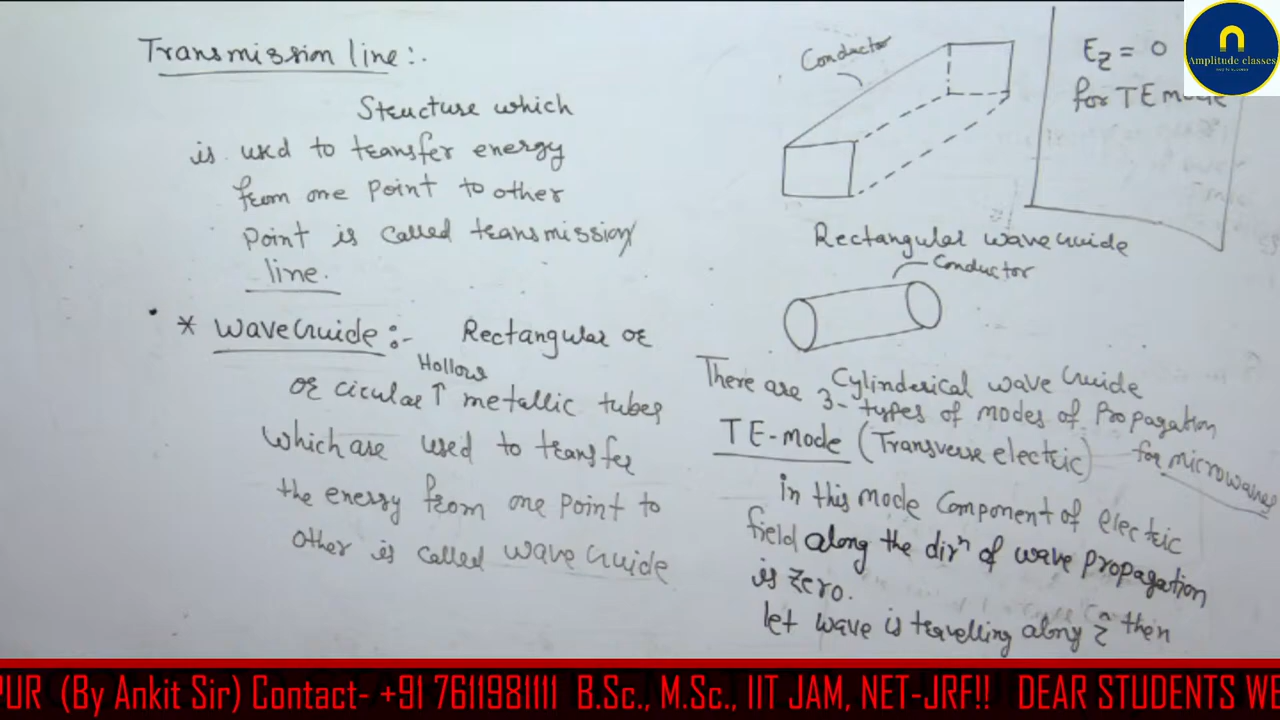 Transmission line:-
Structure which
is used to transfer energy
from one point to other
point is called transmission
line.
* Waveguide:- Rectangular or
Hollow
or cicular ↑ metallic tubes
which are used to transfer
the energy from one point to
other is called wave guide
Conductor
Rectangular waveguide
Conductor
Cylinderical wave guide
E_z = 0
for TE mode
There are 3- types of modes of propagation
for microwaves
TE-mode (Transverse electric)
in this mode component of electric
field along the dirⁿ of wave propagation
is zero.
let wave is travelling along ẑ then
Amplitude classes
PUR (By Ankit Sir) Contact- +91 7611981111 B.Sc., M.Sc., IIT JAM, NET-JRF!! DEAR STUDENTS WE